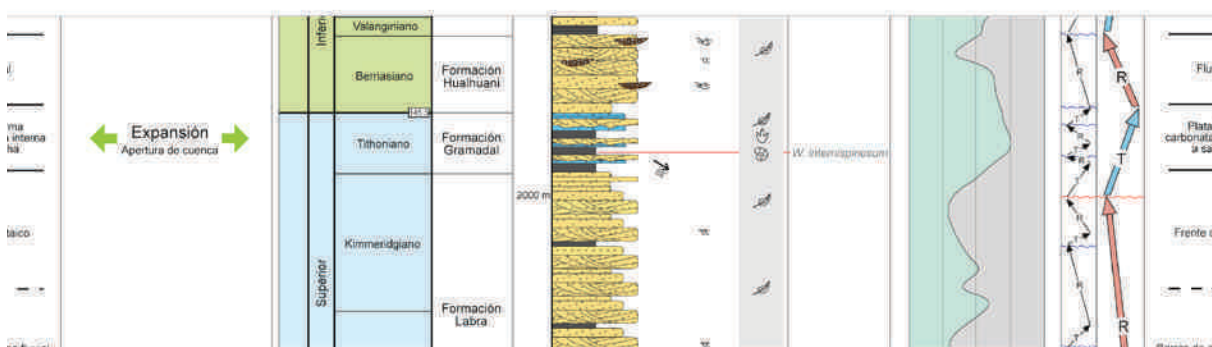 Expansión
Apertura de cuenca
Superior
Valanginiano
Berriasiano
Tithoniano
Kimmeridgiano
Formación
Hualhuani
Formación
Gramadal
Formación
Labra
2000 m
W. internispinosum
R
T
R
R
T
R
T
R
T
R
T
R
R
T
R
Flu
Plata
carbonata
a sa
Frente d